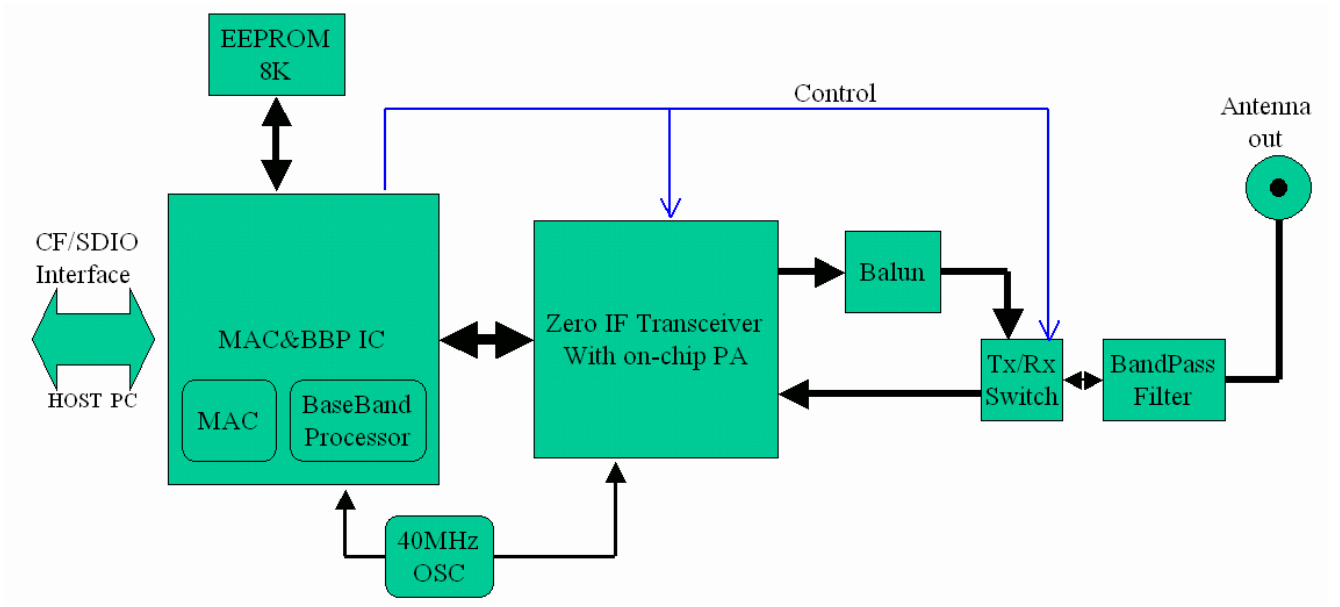 EEPROM
8K
Control
Antenna
out
CF/SDIO
Interface
HOST PC
MAC&BBP IC
MAC
BaseBand
Processor
Zero IF Transceiver
With on-chip PA
Balun
Tx/Rx
Switch
BandPass
Filter
40MHz
OSC